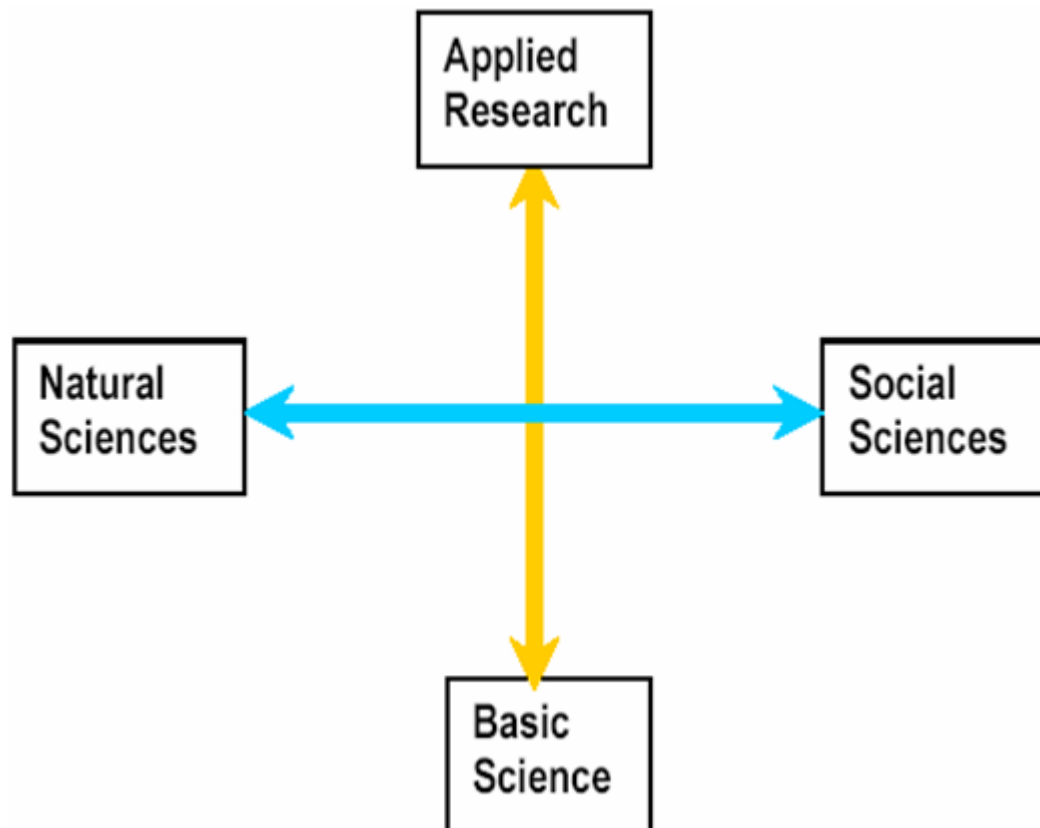 Applied
Research
Natural
Sciences
Social
Sciences
Basic
Science